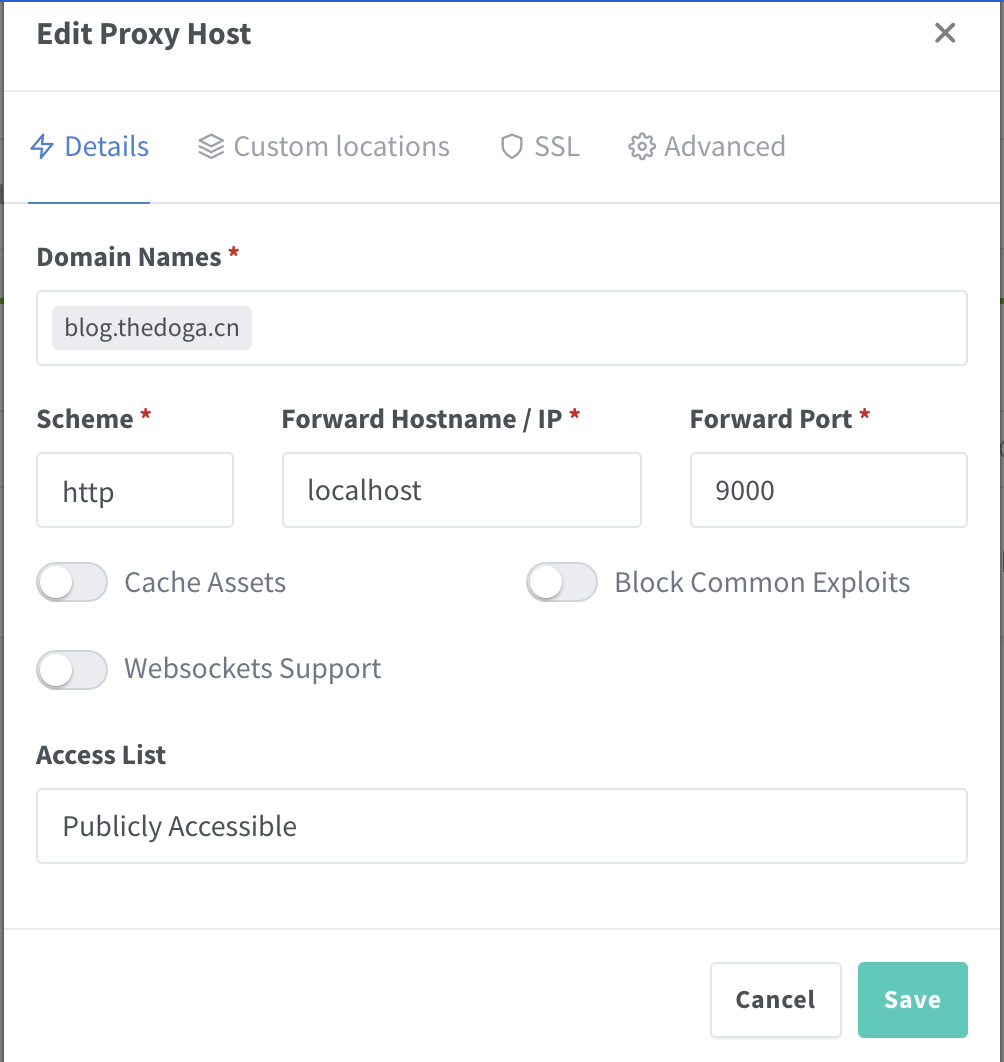 Edit Proxy Host
Details Custom locations SSL Advanced
Domain Names *
blog.thedoga.cn
Scheme * Forward Hostname / IP * Forward Port *
http localhost 9000
Cache Assets Block Common Exploits
Websockets Support
Access List
Publicly Accessible
Cancel Save